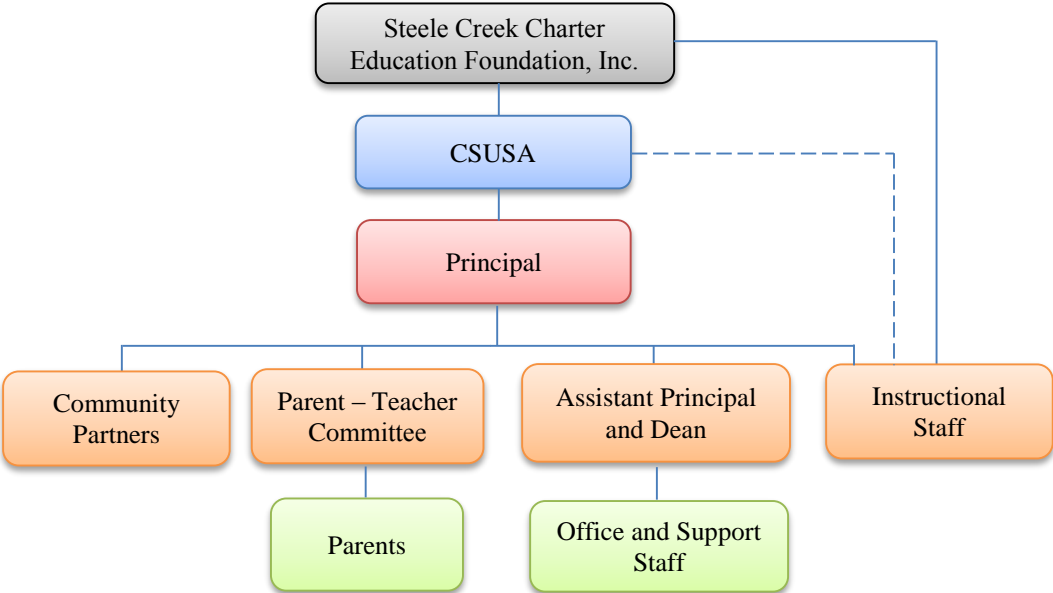 Steele Creek Charter
Education Foundation, Inc.
CSUSA
Principal
Community
Partners
Parent – Teacher
Committee
Assistant Principal
and Dean
Instructional
Staff
Parents
Office and Support
Staff